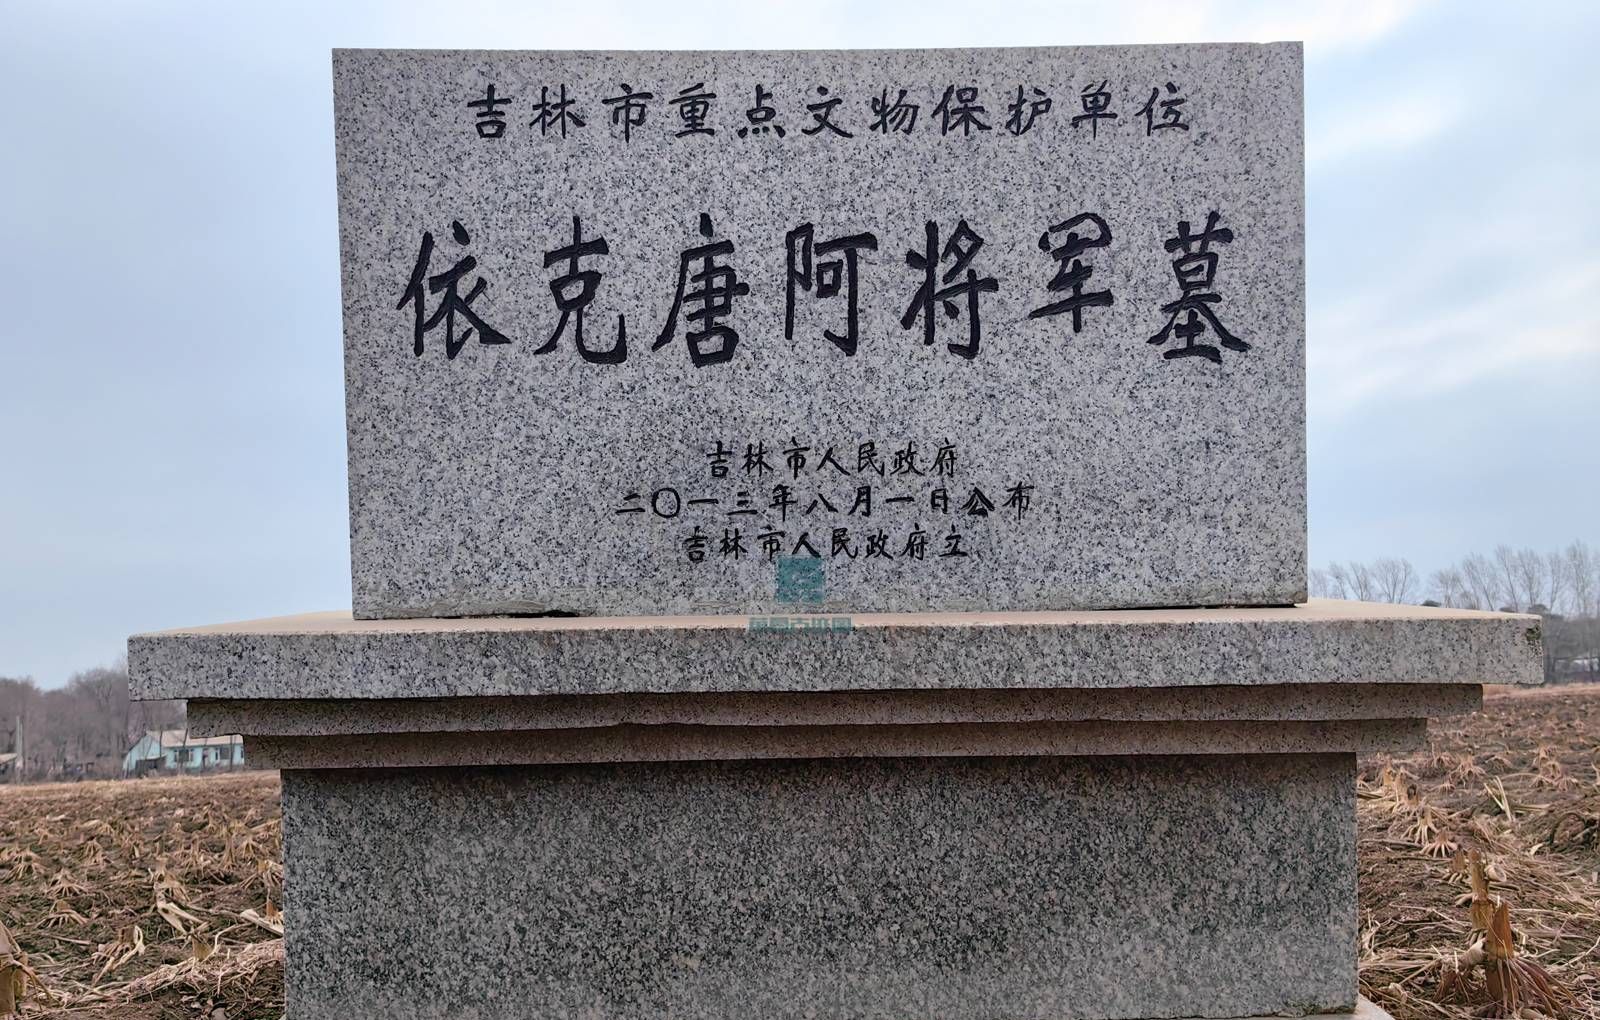 吉林市重点文物保护单位
依克唐阿将军墓
吉林市人民政府
二〇一三年八月一日公布
吉林市人民政府立